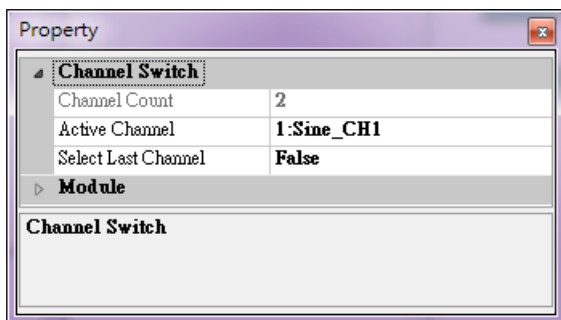 Property
Channel Switch
Channel Count 2
Active Channel 1:Sine_CH1
Select Last Channel False
Module
Channel Switch